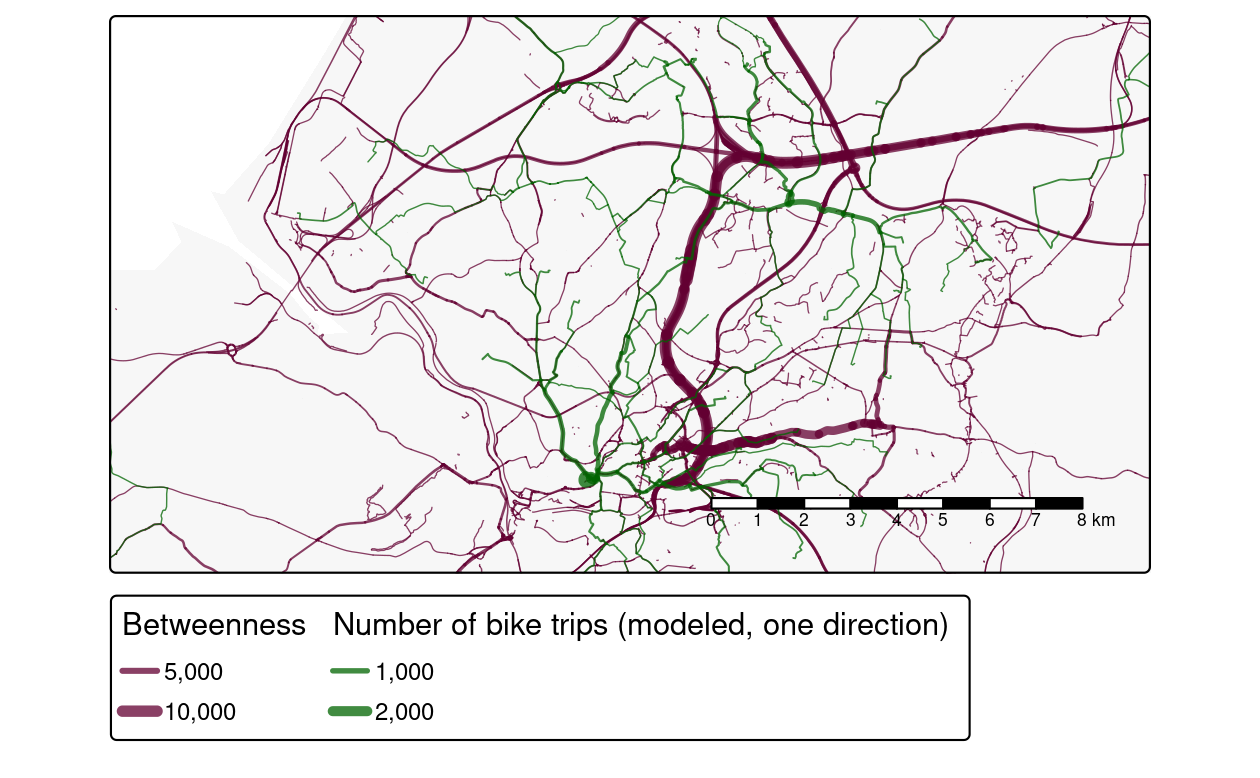 0 1 2 3 4 5 6 7 8 km
Betweenness Number of bike trips (modeled, one direction)
5,000 1,000
10,000 2,000